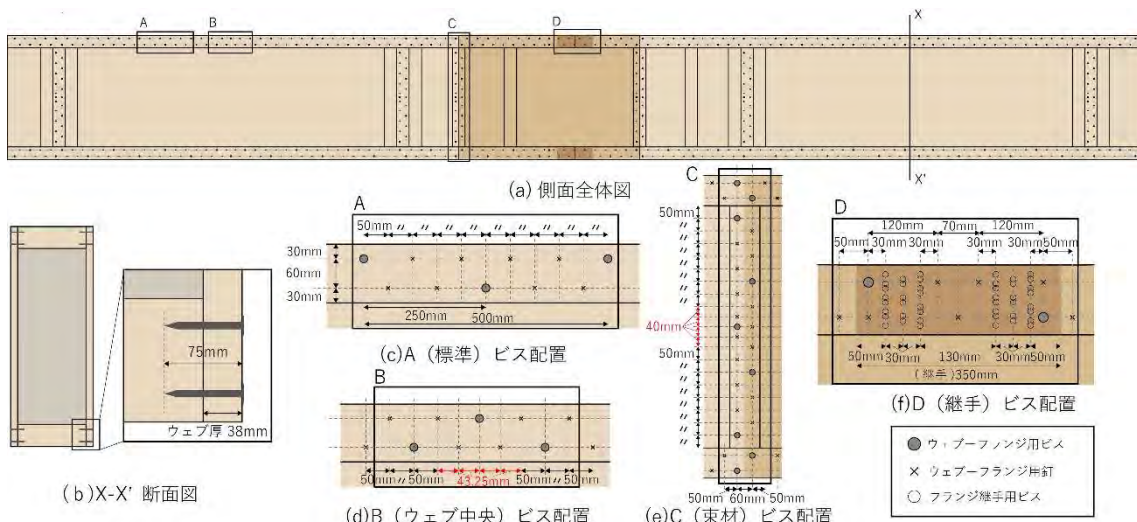 A
B
C
D
X
X'
(a) 側面全体図
A
50mm 〃 〃 〃 〃 〃 〃 〃 〃 〃
30mm
60mm
30mm
250mm
500mm
(c)A（標準）ビス配置
B
50mm〃50mm
43.25mm
50mm〃50mm
(d)B（ウェブ中央）ビス配置
75mm
ウェブ厚 38mm
(b)X-X' 断面図
C
50mm
40mm
50mm
50mm 60mm 50mm
(e)C（束材）ビス配置
D
120mm 70mm 120mm
50mm 30mm 30mm 30mm 30mm 50mm
50mm 30mm 130mm 30mm 50mm
(継手)350mm
(f)D（継手）ビス配置
ウェブーフランジ用ビス
× ウェブーフランジ用釘
フランジ継手用ビス